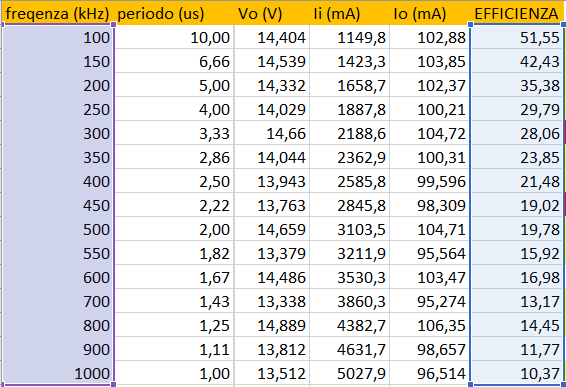 freqenza (kHz) periodo (us) Vo (V) Ii (mA) Io (mA) EFFICIENZA
100 10,00 14,404 1149,8 102,88 51,55
150 6,66 14,539 1423,3 103,85 42,43
200 5,00 14,332 1658,7 102,37 35,38
250 4,00 14,029 1887,8 100,21 29,79
300 3,33 14,66 2188,6 104,72 28,06
350 2,86 14,044 2362,9 100,31 23,85
400 2,50 13,943 2585,8 99,596 21,48
450 2,22 13,763 2845,8 98,309 19,02
500 2,00 14,659 3103,5 104,71 19,78
550 1,82 13,379 3211,9 95,564 15,92
600 1,67 14,486 3530,3 103,47 16,98
700 1,43 13,338 3860,3 95,274 13,17
800 1,25 14,889 4382,7 106,35 14,45
900 1,11 13,812 4631,7 98,657 11,77
1000 1,00 13,512 5027,9 96,514 10,37